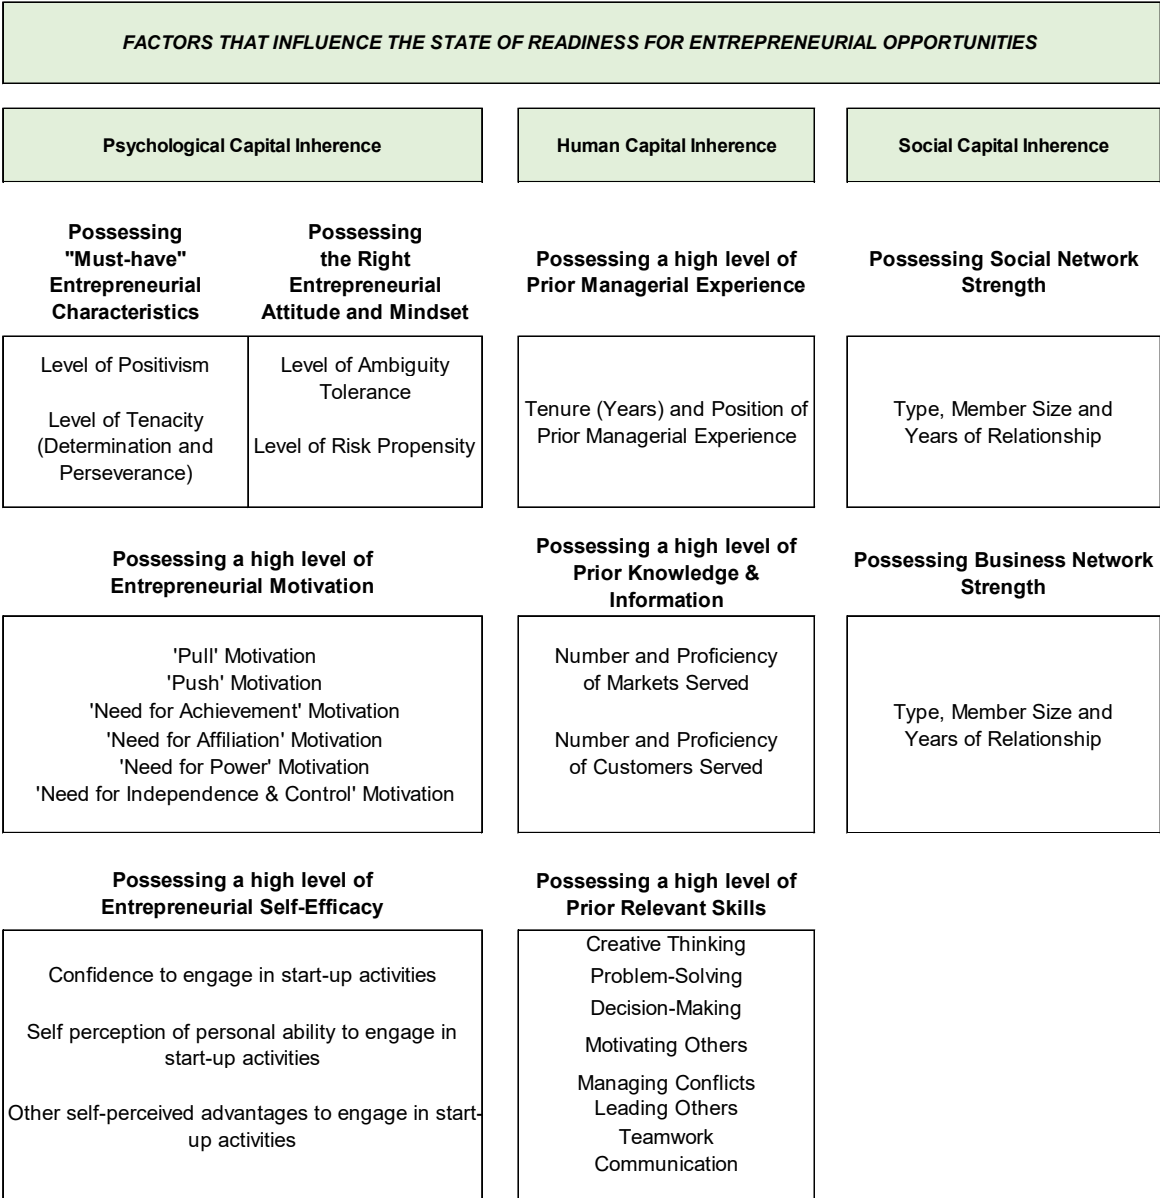 FACTORS THAT INFLUENCE THE STATE OF READINESS FOR ENTREPRENEURIAL OPPORTUNITIES
Psychological Capital Inherence
Human Capital Inherence
Social Capital Inherence
Possessing
"Must-have"
Entrepreneurial
Characteristics
Possessing
the Right
Entrepreneurial
Attitude and Mindset
Possessing a high level of
Prior Managerial Experience
Possessing Social Network
Strength
Level of Positivism
Level of Tenacity
(Determination and
Perseverance)
Level of Ambiguity
Tolerance
Level of Risk Propensity
Tenure (Years) and Position of
Prior Managerial Experience
Type, Member Size and
Years of Relationship
Possessing a high level of
Entrepreneurial Motivation
Possessing a high level of
Prior Knowledge &
Information
Possessing Business Network
Strength
'Pull' Motivation
'Push' Motivation
'Need for Achievement' Motivation
'Need for Affiliation' Motivation
'Need for Power' Motivation
'Need for Independence & Control' Motivation
Number and Proficiency
of Markets Served
Number and Proficiency
of Customers Served
Type, Member Size and
Years of Relationship
Possessing a high level of
Entrepreneurial Self-Efficacy
Possessing a high level of
Prior Relevant Skills
Confidence to engage in start-up activities
Self perception of personal ability to engage in
start-up activities
Other self-perceived advantages to engage in start-
up activities
Creative Thinking
Problem-Solving
Decision-Making
Motivating Others
Managing Conflicts
Leading Others
Teamwork
Communication